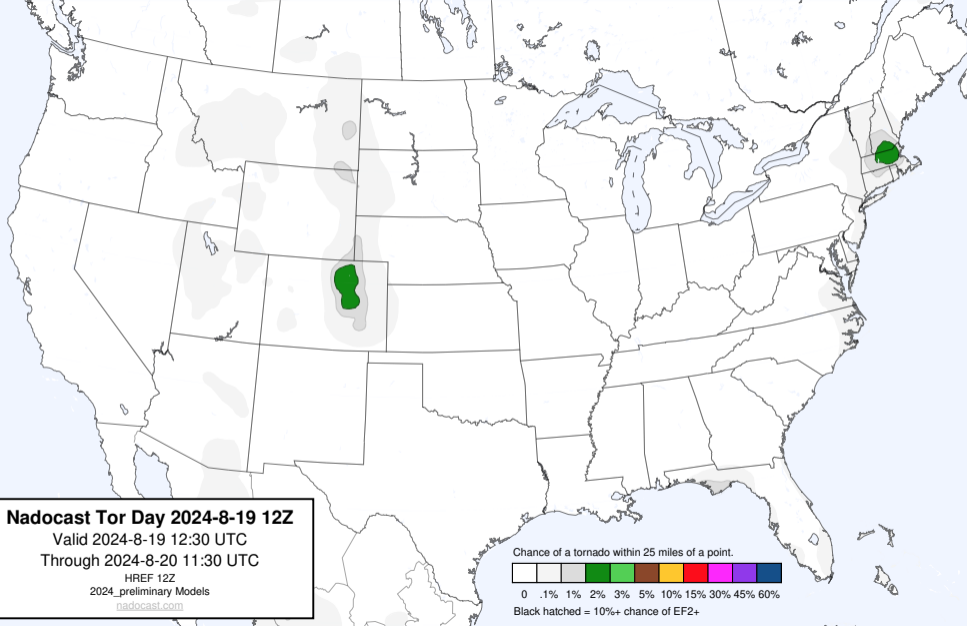 Nadocast Tor Day 2024-8-19 12Z
Valid 2024-8-19 12:30 UTC
Through 2024-8-20 11:30 UTC
HREF 12Z
2024_preliminary Models
nadocast.com
Chance of a tornado within 25 miles of a point.
0 .1% 1% 2% 3% 5% 10% 15% 30% 45% 60%
Black hatched = 10%+ chance of EF2+